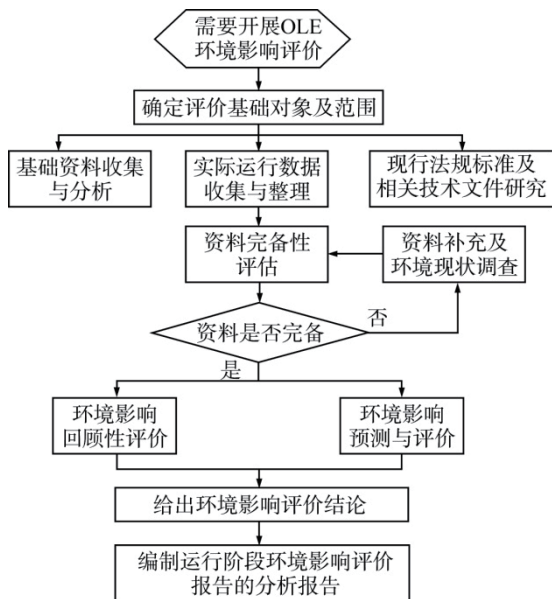 需要开展OLE
环境影响评价
确定评价基础对象及范围
基础资料收集
与分析
实际运行数据
收集与整理
现行法规标准及
相关技术文件研究
资料完备性
评估
资料补充及
环境现状调查
资料是否完备
否
是
环境影响
回顾性评价
环境影响
预测与评价
给出环境影响评价结论
编制运行阶段环境影响评价
报告的分析报告